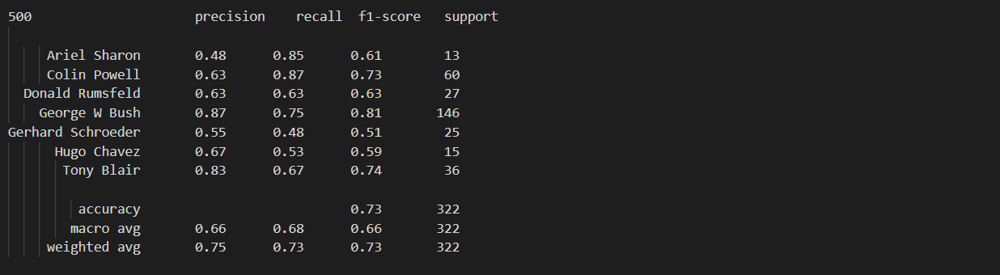 500 precision recall f1-score support
Ariel Sharon 0.48 0.85 0.61 13
Colin Powell 0.63 0.87 0.73 60
Donald Rumsfeld 0.63 0.63 0.63 27
George W Bush 0.87 0.75 0.81 146
Gerhard Schroeder 0.55 0.48 0.51 25
Hugo Chavez 0.67 0.53 0.59 15
Tony Blair 0.83 0.67 0.74 36
accuracy 0.73 322
macro avg 0.66 0.68 0.66 322
weighted avg 0.75 0.73 0.73 322